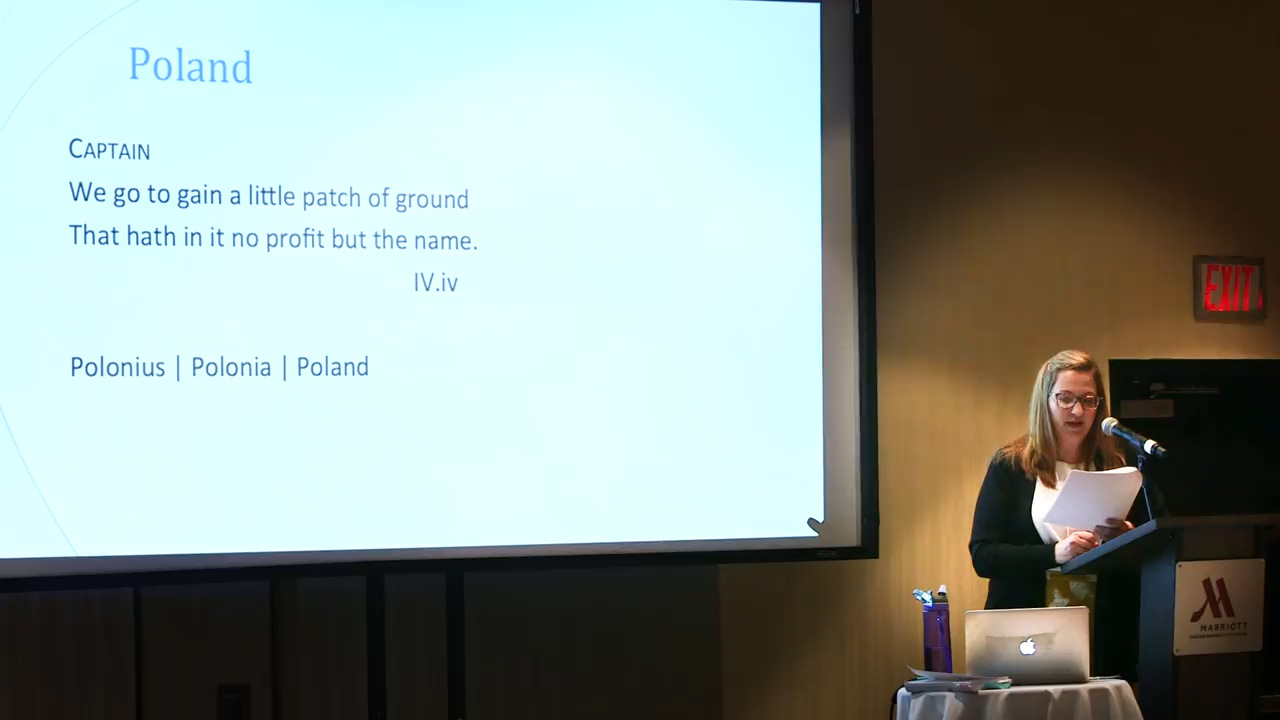 Poland
CAPTAIN
We go to gain a little patch of ground
That hath in it no profit but the name.
IV.iv
Polonius | Polonia | Poland
EXIT
MARRIOTT